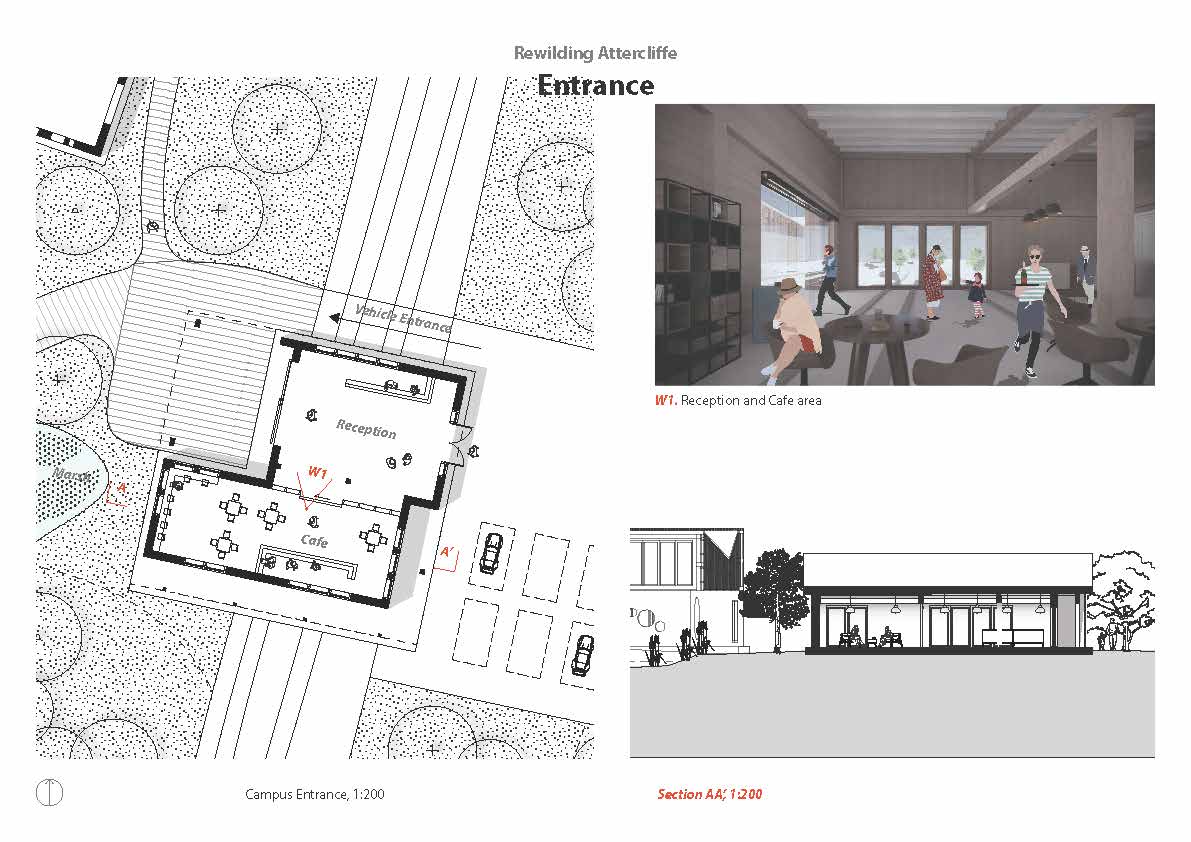 Rewilding Attercliffe
Entrance
Vehicle Entrance
Reception
W1
Marsh
A
Cafe
A'
W1. Reception and Cafe area
Campus Entrance, 1:200
Section AA', 1:200